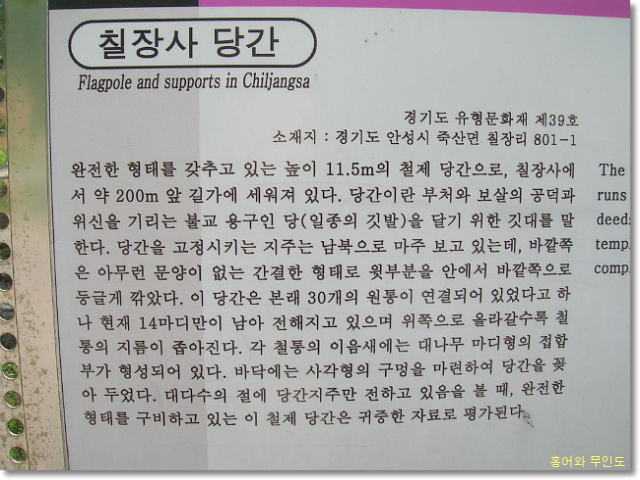 칠장사 당간
Flagpole and supports in Chiljangsa
경기도 유형문화재 제39호
소재지 : 경기도 안성시 죽산면 칠장리 801-1
완전한 형태를 갖추고 있는 높이 11.5m의 철제 당간으로, 칠장사에
서 약 200m 앞 길가에 세워져 있다. 당간이란 부처와 보살의 공덕과
위신을 기리는 불교 용구인 당(일종의 깃발)을 달기 위한 깃대를 말
한다. 당간을 고정시키는 지주는 남북으로 마주 보고 있는데, 바깥쪽
은 아무런 문양이 없는 간결한 형태로 윗부분을 안에서 바깥쪽으로
둥글게 깎았다. 이 당간은 본래 30개의 원통이 연결되어 있었다고 하
나 현재 14마디만이 남아 전해지고 있으며 위쪽으로 올라갈수록 철
통의 지름이 좁아진다. 각 철통의 이음새에는 대나무 마디형의 접합
부가 형성되어 있다. 바닥에는 사각형의 구멍을 마련하여 당간을 꽂
아 두었다. 대다수의 절에 당간지주만 전하고 있음을 볼 때, 완전한
형태를 구비하고 있는 이 철제 당간은 귀중한 자료로 평가된다.
The
runs
deed
temp
comp
홍어와 무인도